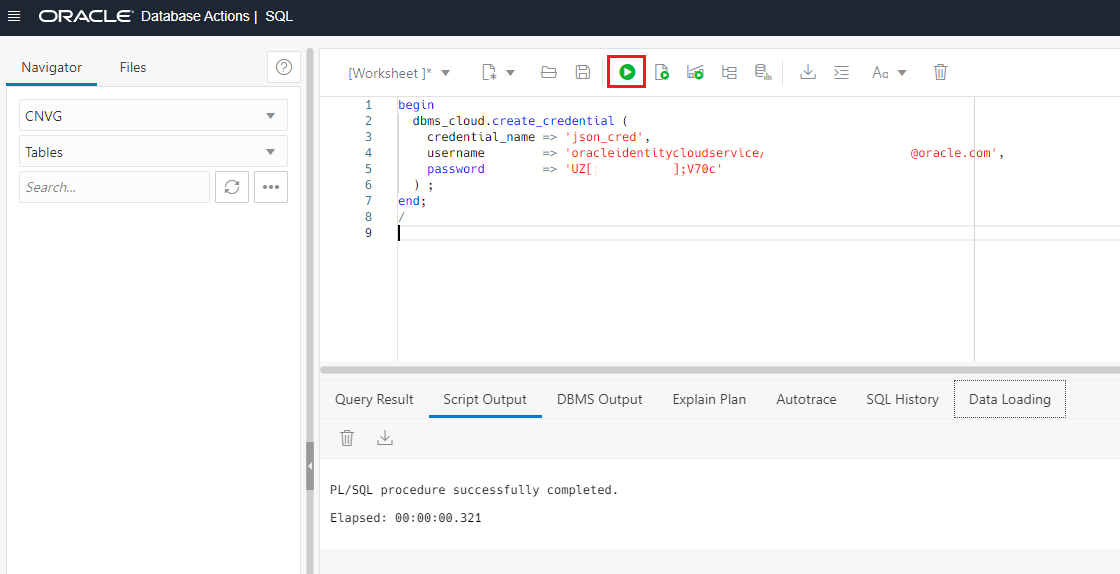 ORACLE Database Actions | SQL
Navigator Files
CNVG
Tables
Search...
[Worksheet ]*
Aa
1 begin
2 dbms_cloud.create_credential (
3 credential_name => 'json_cred',
4 username => 'oracleidentitycloudservice/ @oracle.com',
5 password => 'UZ[ ];V70c'
6 ) ;
7 end;
8 /
9
Query Result Script Output DBMS Output Explain Plan Autotrace SQL History Data Loading
PL/SQL procedure successfully completed.
Elapsed: 00:00:00.321